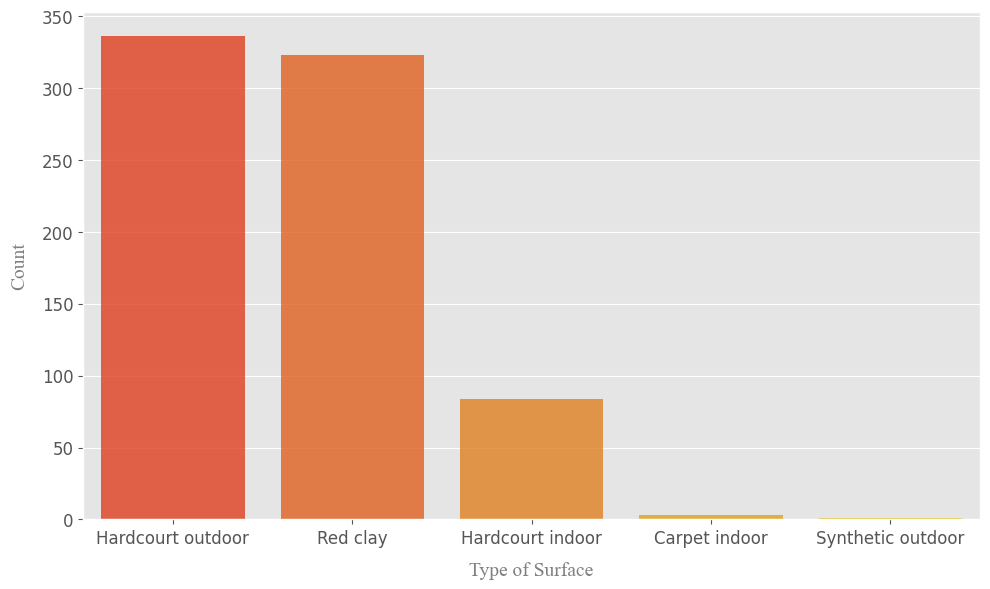 350
300
250
200
150
100
50
0
Count
Hardcourt outdoor
Red clay
Hardcourt indoor
Carpet indoor
Synthetic outdoor
Type of Surface